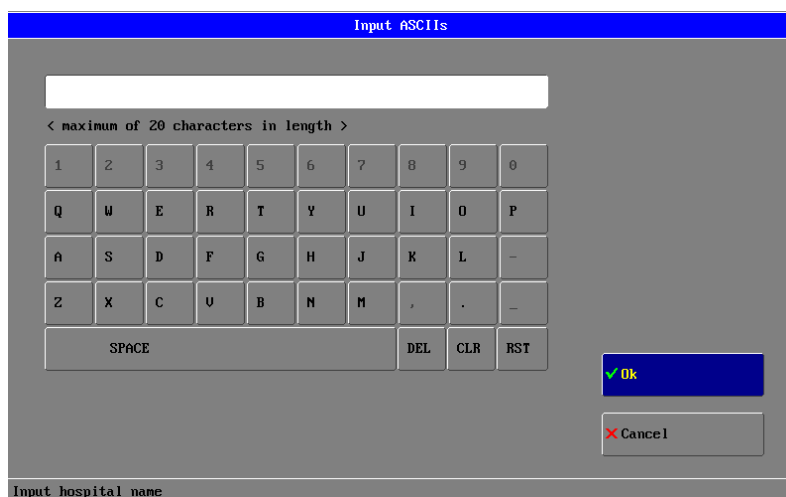 Input ASCIIs
< maximum of 20 characters in length >
1 2 3 4 5 6 7 8 9 0
Q W E R T Y U I O P
A S D F G H J K L -
Z X C V B N M , . _
SPACE DEL CLR RST
Ok
Cancel
Input hospital name